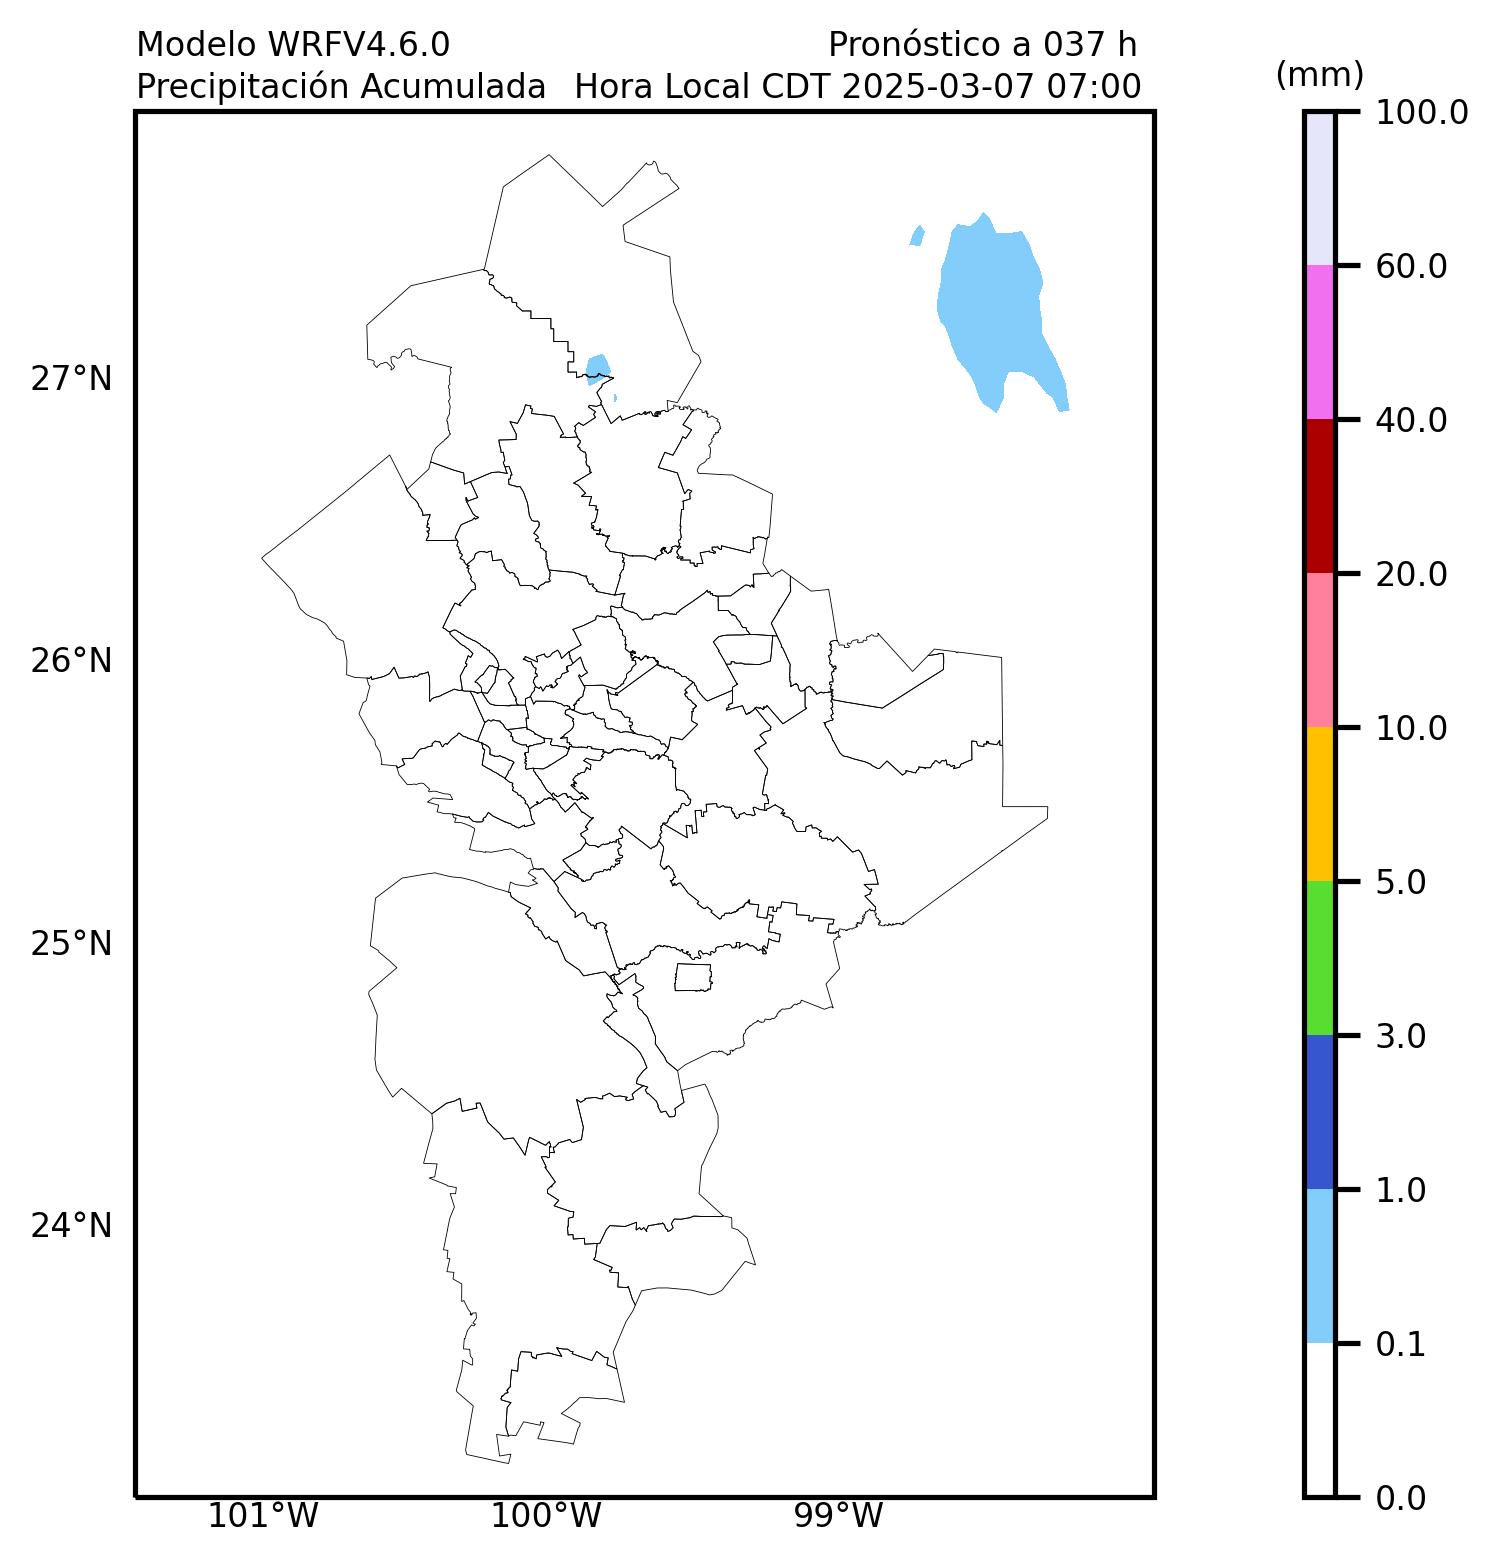 Modelo WRFV4.6.0 Pronóstico a 037 h
Precipitación Acumulada Hora Local CDT 2025-03-07 07:00
(mm)
100.0
60.0
40.0
20.0
10.0
5.0
3.0
1.0
0.1
0.0
27°N
26°N
25°N
24°N
101°W 100°W 99°W